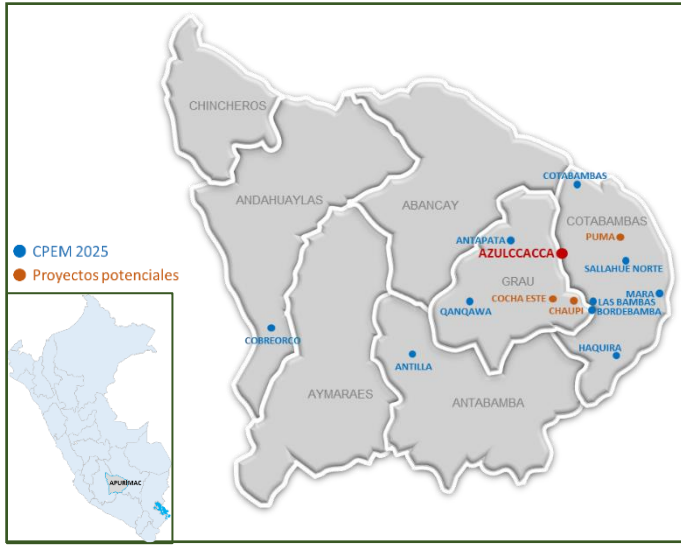 CHINCHEROS
ANDAHUAYLAS
ABANCAY
COTABAMBAS
COTABAMBAS
PUMA
ANTAPATA
AZULCCACCA
SALLAHUE NORTE
GRAU
MARA
COCHA ESTE
CHAUPI
LAS BAMBAS
BORDEBAMBA
QANQAWA
COBREORCO
ANTILLA
HAQUIRA
AYMARAES
ANTABAMBA
CPEM 2025
Proyectos potenciales
APURÍMAC